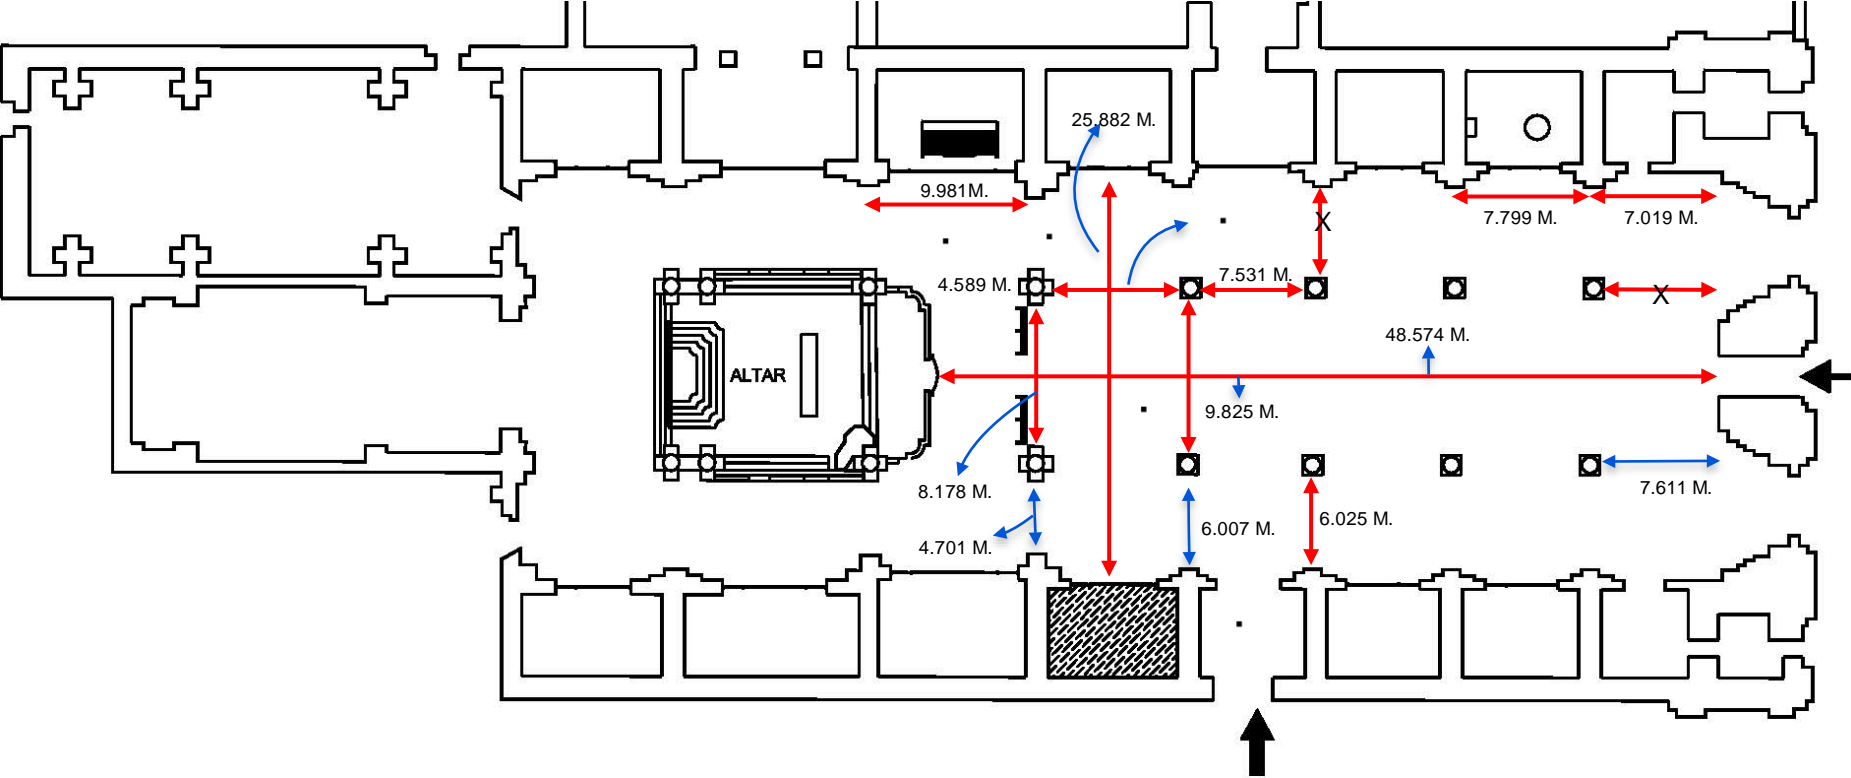 25.882 M.
9.981M.
7.799 M.
7.019 M.
X
4.589 M.
7.531 M.
X
48.574 M.
ALTAR
9.825 M.
8.178 M.
7.611 M.
6.025 M.
6.007 M.
4.701 M.